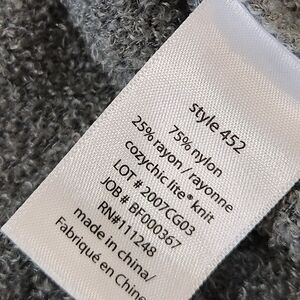 style 452
75% nylon
25% rayon / rayonne
cozychic lite® knit
LOT # 2007CG03
JOB # BF000367
RN#111248
made in china/
Fabriqué en Chine